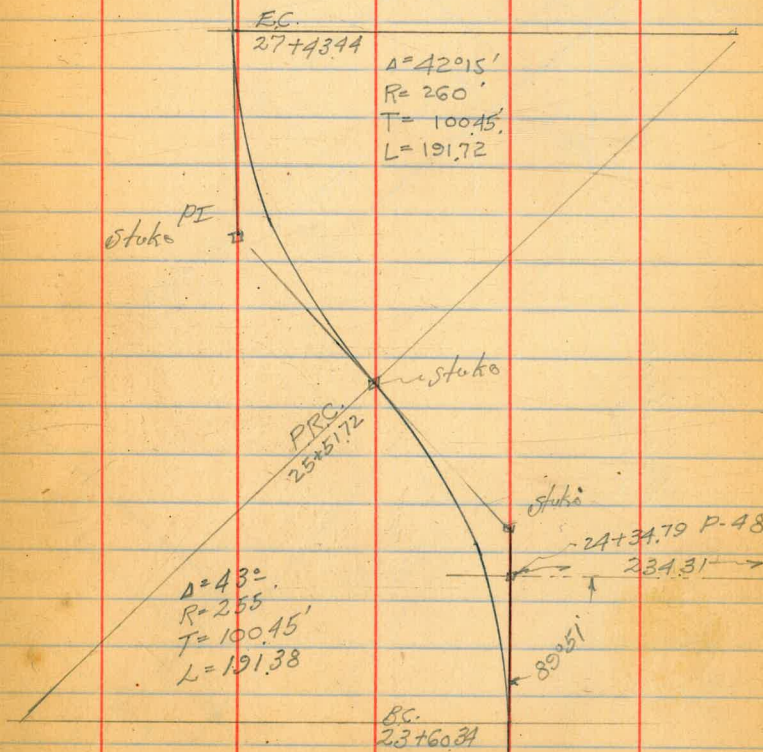 E.C.
27+43.44
Δ=42°15'
R= 260'
T= 100.45'
L= 191.72
PI
Stake
Stake
P.R.C.
25+51.72
Stake
24+34.79 P-48
234.31
Δ=43°
R=255
T=100.45'
L=191.38
89°51'
B.C.
23+60.34